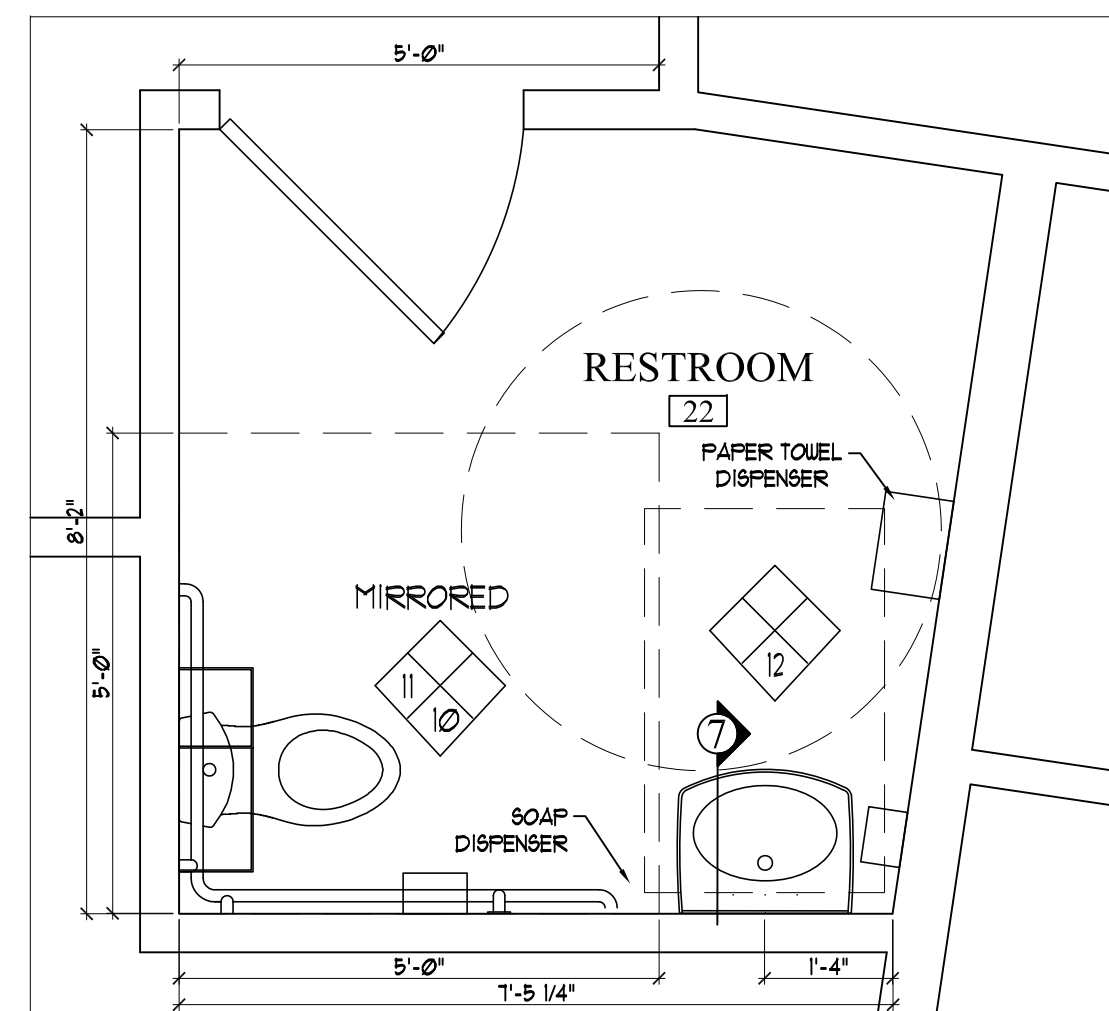 5'-0"
RESTROOM
22
PAPER TOWEL
DISPENSER
8'-2"
MIRRORED
12
11
10
5'-0"
7
SOAP
DISPENSER
5'-0"
1'-4"
7'-5 1/4"